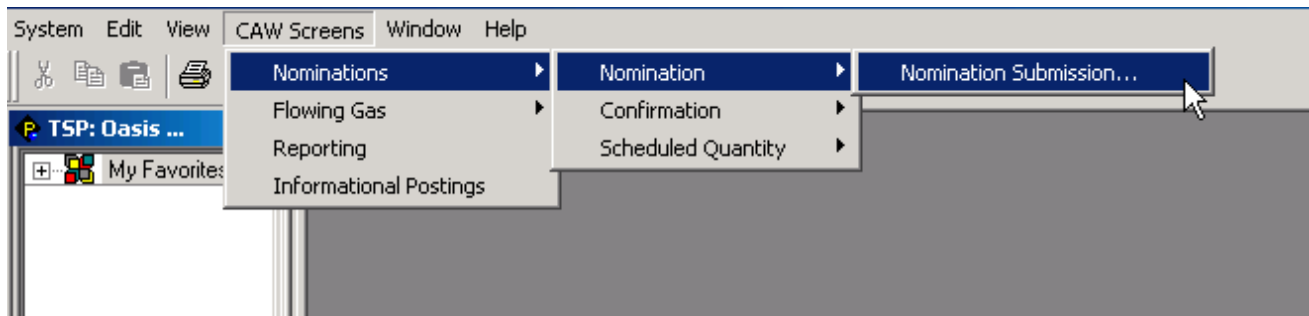 System Edit View CAW Screens Window Help
Nominations Nomination Nomination Submission...
Flowing Gas Confirmation
TSP: Oasis ...
Reporting Scheduled Quantity
My Favorites
Informational Postings